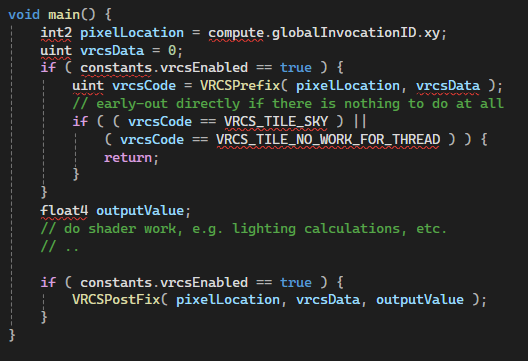 void main() {
    int2 pixelLocation = compute.globalInvocationID.xy;
    uint vrcsData = 0;
    if ( constants.vrcsEnabled == true ) {
        uint vrcsCode = VRCSPrefix( pixelLocation, vrcsData );
        // early-out directly if there is nothing to do at all
        if ( ( vrcsCode == VRCS_TILE_SKY ) ||
            ( vrcsCode == VRCS_TILE_NO_WORK_FOR_THREAD ) ) {
            return;
        }
    }
    float4 outputValue;
    // do shader work, e.g. lighting calculations, etc.
    // ..
    if ( constants.vrcsEnabled == true ) {
        VRCSPostFix( pixelLocation, vrcsData, outputValue );
    }
}